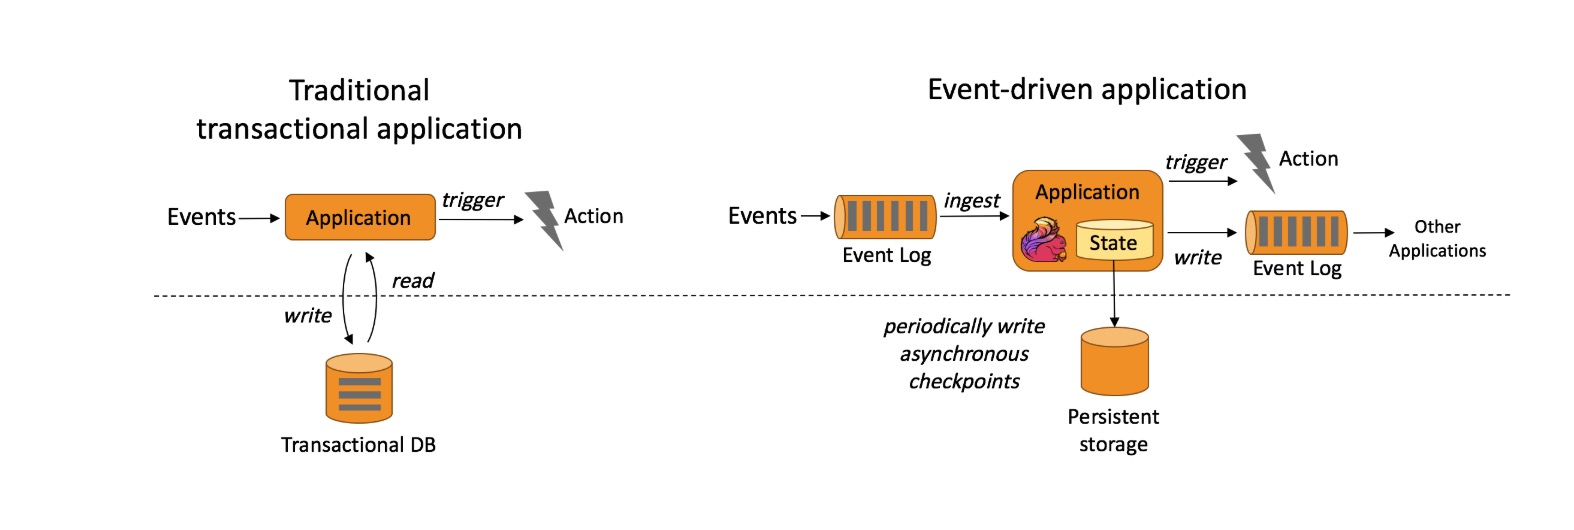 Traditional
transactional application
Events
Application
trigger
Action
write
read
Transactional DB
Event-driven application
Events
Event Log
ingest
Application
State
trigger
Action
write
Event Log
Other
Applications
periodically write
asynchronous
checkpoints
Persistent
storage